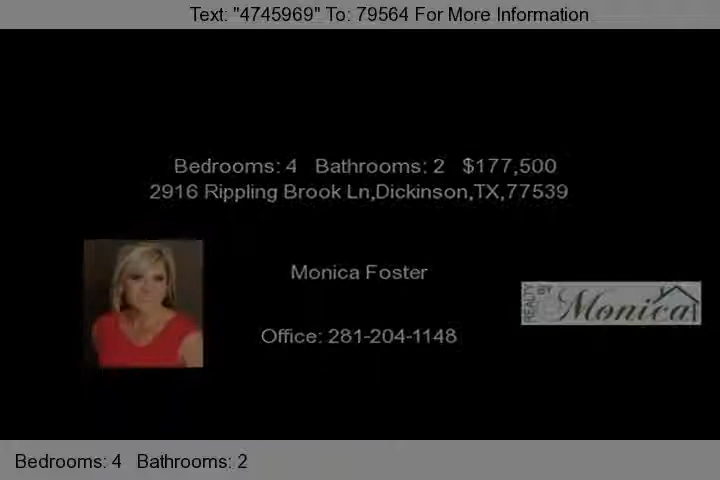 Text: "4745969" To: 79564 For More Information
Bedrooms: 4   Bathrooms: 2   $177,500
2916 Rippling Brook Ln,Dickinson,TX,77539
Monica Foster
REALTY BY Monica
Office: 281-204-1148
Bedrooms: 4   Bathrooms: 2